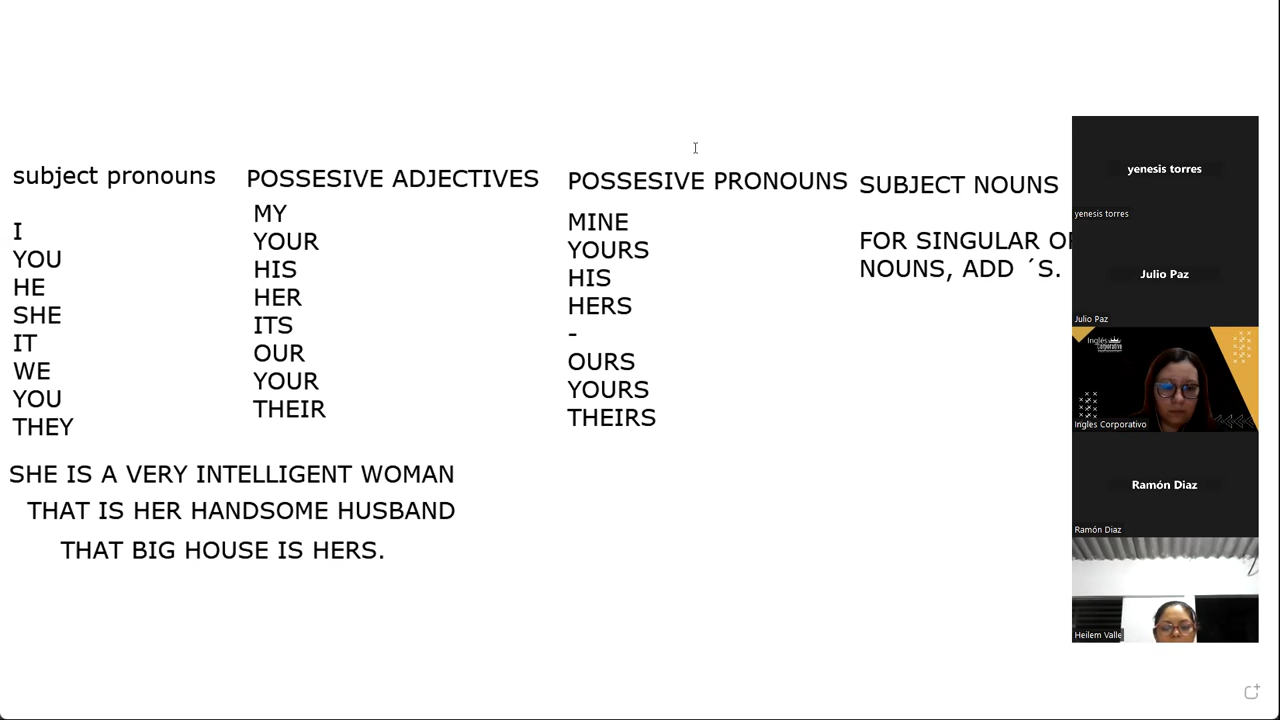 subject pronouns
I
YOU
HE
SHE
IT
WE
YOU
THEY
POSSESIVE ADJECTIVES
MY
YOUR
HIS
HER
ITS
OUR
YOUR
THEIR
POSSESIVE PRONOUNS
MINE
YOURS
HIS
HERS
-
OURS
YOURS
THEIRS
SUBJECT NOUNS
FOR SINGULAR
NOUNS, ADD ´S.
SHE IS A VERY INTELLIGENT WOMAN
THAT IS HER HANDSOME HUSBAND
THAT BIG HOUSE IS HERS.
yenesis torres
yenesis torres
Julio Paz
Julio Paz
Inglés
Corporativo
Ingles Corporativo
Ramón Diaz
Ramón Diaz
Heilem Valle